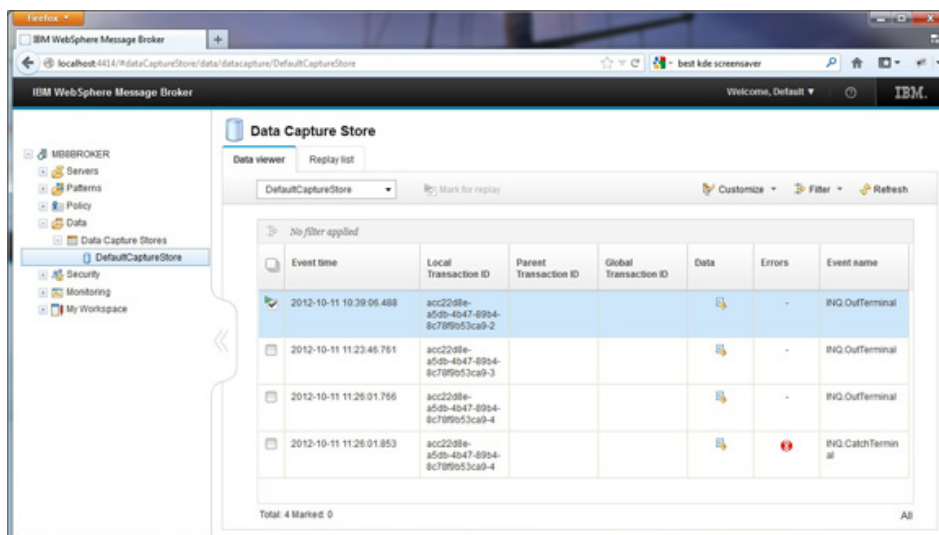 Firefox
IBM WebSphere Message Broker
localhost:4414/#dataCaptureStore/data/datacapture/DefaultCaptureStore
best kde screensaver
IBM WebSphere Message Broker
Welcome, Default
IBM.
Data Capture Store
Data viewer
Replay list
MB8BROKER
Servers
Patterns
Policy
Data
Data Capture Stores
DefaultCaptureStore
Security
Monitoring
My Workspace
DefaultCaptureStore
Mark for replay
Customize
Filter
Refresh
No filter applied
Event time
Local
Transaction ID
Parent
Transaction ID
Global
Transaction ID
Data
Errors
Event name
2012-10-11 10:39:06.488
acc22d8e-
a5db-4b47-89b4-
8c78f9b53ca9-2
-
INQ.OutTerminal
2012-10-11 11:23:46.761
acc22d8e-
a5db-4b47-89b4-
8c78f9b53ca9-3
-
INQ.OutTerminal
2012-10-11 11:26:01.766
acc22d8e-
a5db-4b47-89b4-
8c78f9b53ca9-4
-
INQ.OutTerminal
2012-10-11 11:26:01.853
acc22d8e-
a5db-4b47-89b4-
8c78f9b53ca9-4
INQ.CatchTermin
al
Total: 4 Marked: 0
All